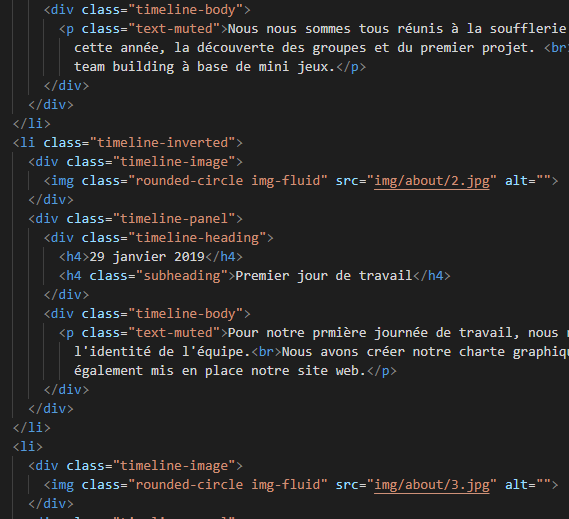 <div class="timeline-body">
<p class="text-muted">Nous nous sommes tous réunis à la soufflerie
cette année, la découverte des groupes et du premier projet. <br>
team building à base de mini jeux.</p>
</div>
</div>
</li>
<li class="timeline-inverted">
<div class="timeline-image">
<img class="rounded-circle img-fluid" src="img/about/2.jpg" alt="">
</div>
<div class="timeline-panel">
<div class="timeline-heading">
<h4>29 janvier 2019</h4>
<h4 class="subheading">Premier jour de travail</h4>
</div>
<div class="timeline-body">
<p class="text-muted">Pour notre prmière journée de travail, nous
l'identité de l'équipe.<br>Nous avons créer notre charte graphiqu
également mis en place notre site web.</p>
</div>
</div>
</li>
<li>
<div class="timeline-image">
<img class="rounded-circle img-fluid" src="img/about/3.jpg" alt="">
</div>